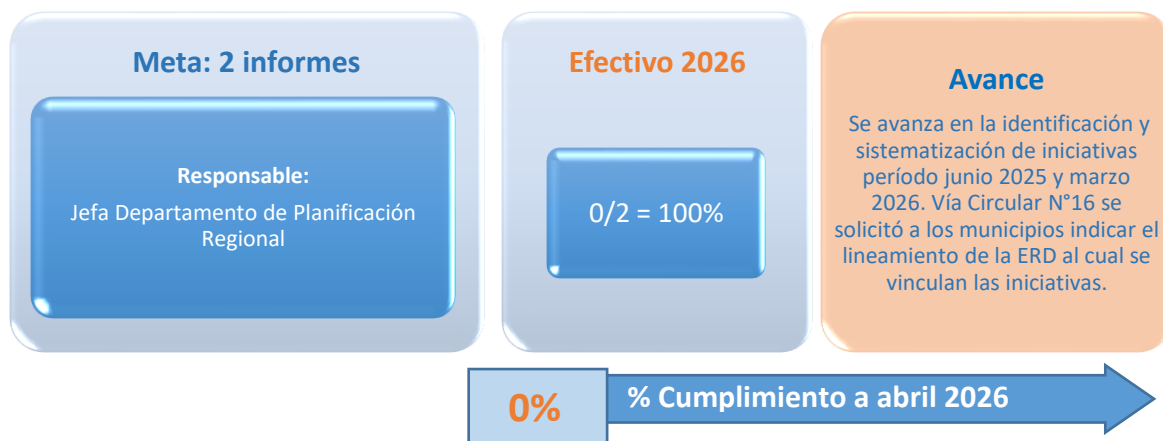 Meta: 2 informes
Responsable:
Jefa Departamento de Planificación
Regional
Efectivo 2026
0/2 = 100%
Avance
Se avanza en la identificación y
sistematización de iniciativas
período junio 2025 y marzo
2026. Vía Circular N°16 se
solicitó a los municipios indicar el
lineamiento de la ERD al cual se
vinculan las iniciativas.
0%
% Cumplimiento a abril 2026